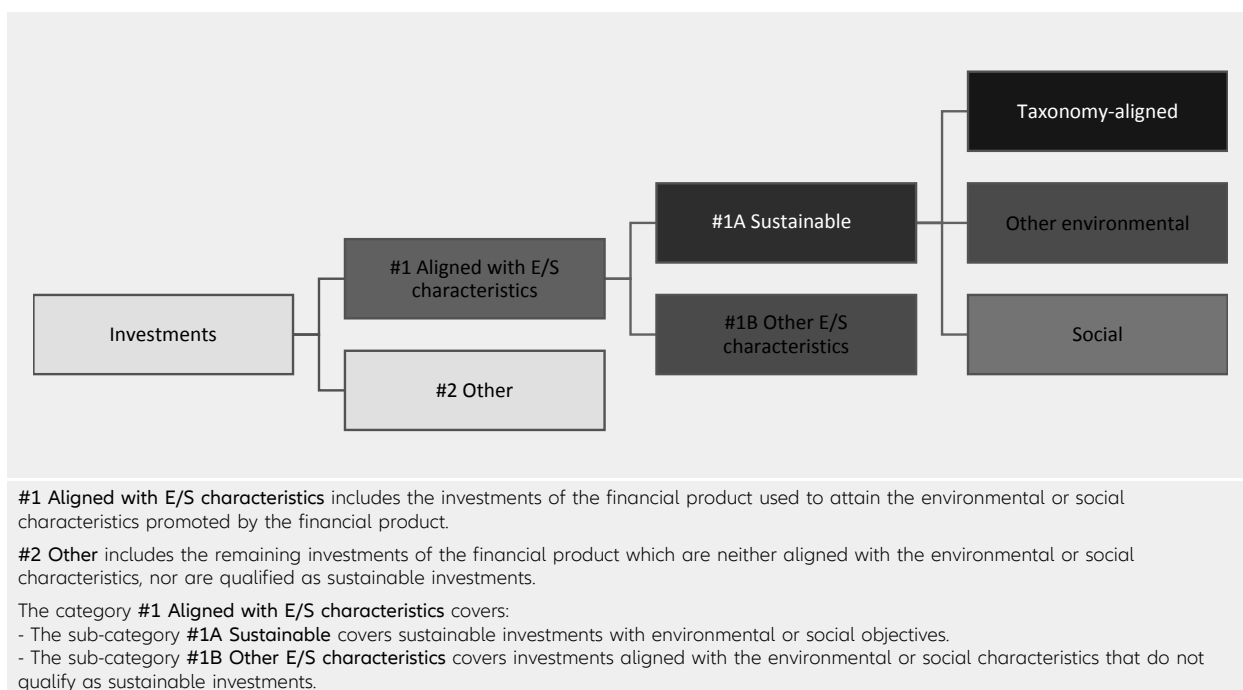 Taxonomy-aligned
#1A Sustainable
Other environmental
#1 Aligned with E/S
characteristics
Investments
#1B Other E/S
characteristics
Social
#2 Other
#1 Aligned with E/S characteristics includes the investments of the financial product used to attain the environmental or social
characteristics promoted by the financial product.
#2 Other includes the remaining investments of the financial product which are neither aligned with the environmental or social
characteristics, nor are qualified as sustainable investments.
The category #1 Aligned with E/S characteristics covers:
- The sub-category #1A Sustainable covers sustainable investments with environmental or social objectives.
- The sub-category #1B Other E/S characteristics covers investments aligned with the environmental or social characteristics that do not
qualify as sustainable investments.